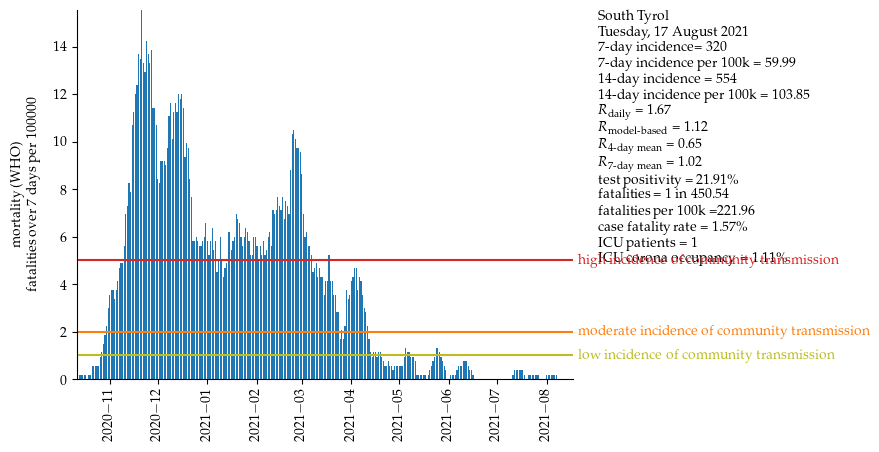 South Tyrol
Tuesday, 17 August 2021
7-day incidence= 320
7-day incidence per 100k = 59.99
14-day incidence = 554
14-day incidence per 100k = 103.85
R_daily = 1.67
R_model-based = 1.12
R_4-day mean = 0.65
R_7-day mean = 1.02
test positivity = 21.91%
fatalities = 1 in 450.54
fatalities per 100k =221.96
case fatality rate = 1.57%
ICU patients = 1
ICU corona occupancy = 1.11%
high incidence of community transmission
moderate incidence of community transmission
low incidence of community transmission
mortality (WHO)
fatalities over 7 days per 100000
14
12
10
8
6
4
2
0
2020−11
2020−12
2021−01
2021−02
2021−03
2021−04
2021−05
2021−06
2021−07
2021−08